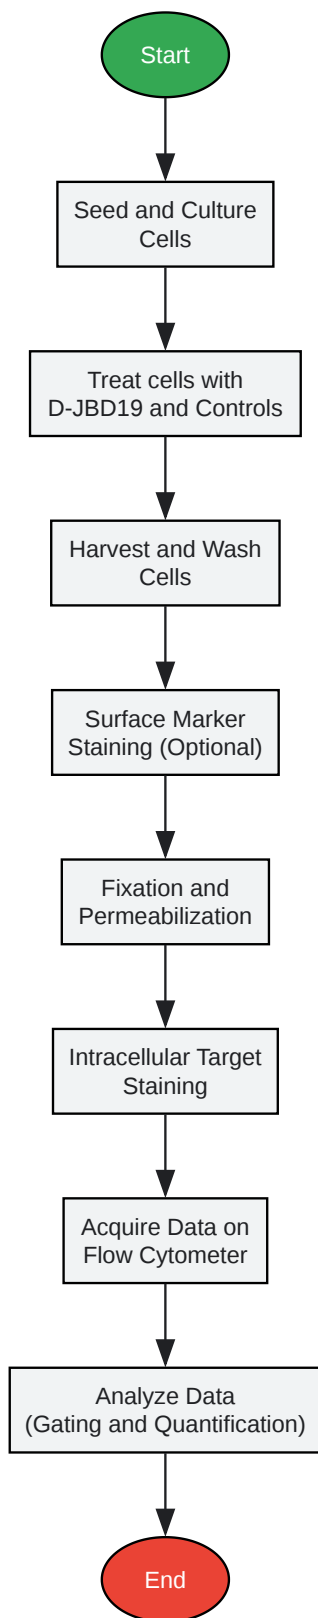 Start
Seed and Culture
Cells
Treat cells with
D-JBD19 and Controls
Harvest and Wash
Cells
Surface Marker
Staining (Optional)
Fixation and
Permeabilization
Intracellular Target
Staining
Acquire Data on
Flow Cytometer
Analyze Data
(Gating and Quantification)
End